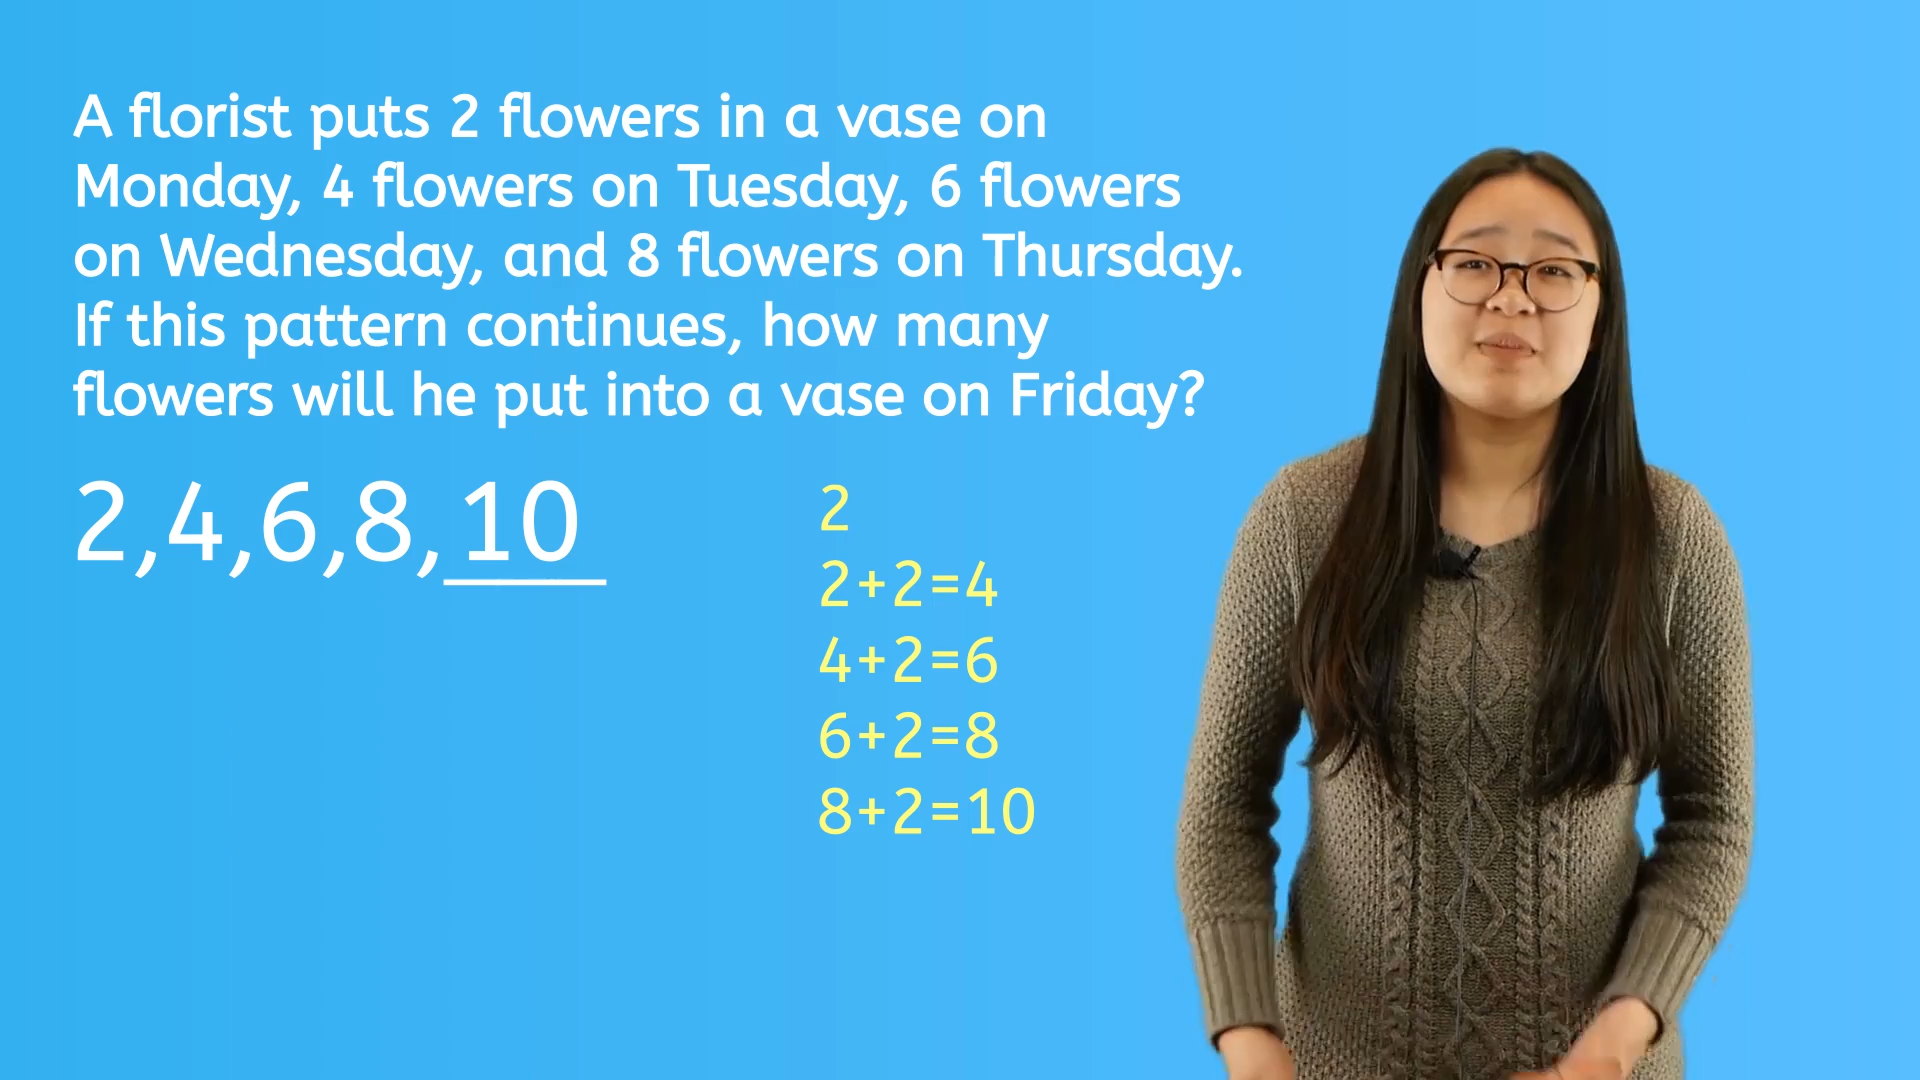 A florist puts 2 flowers in a vase on
Monday, 4 flowers on Tuesday, 6 flowers
on Wednesday, and 8 flowers on Thursday.
If this pattern continues, how many
flowers will he put into a vase on Friday?
2,4,6,8,10
2
2+2=4
4+2=6
6+2=8
8+2=10